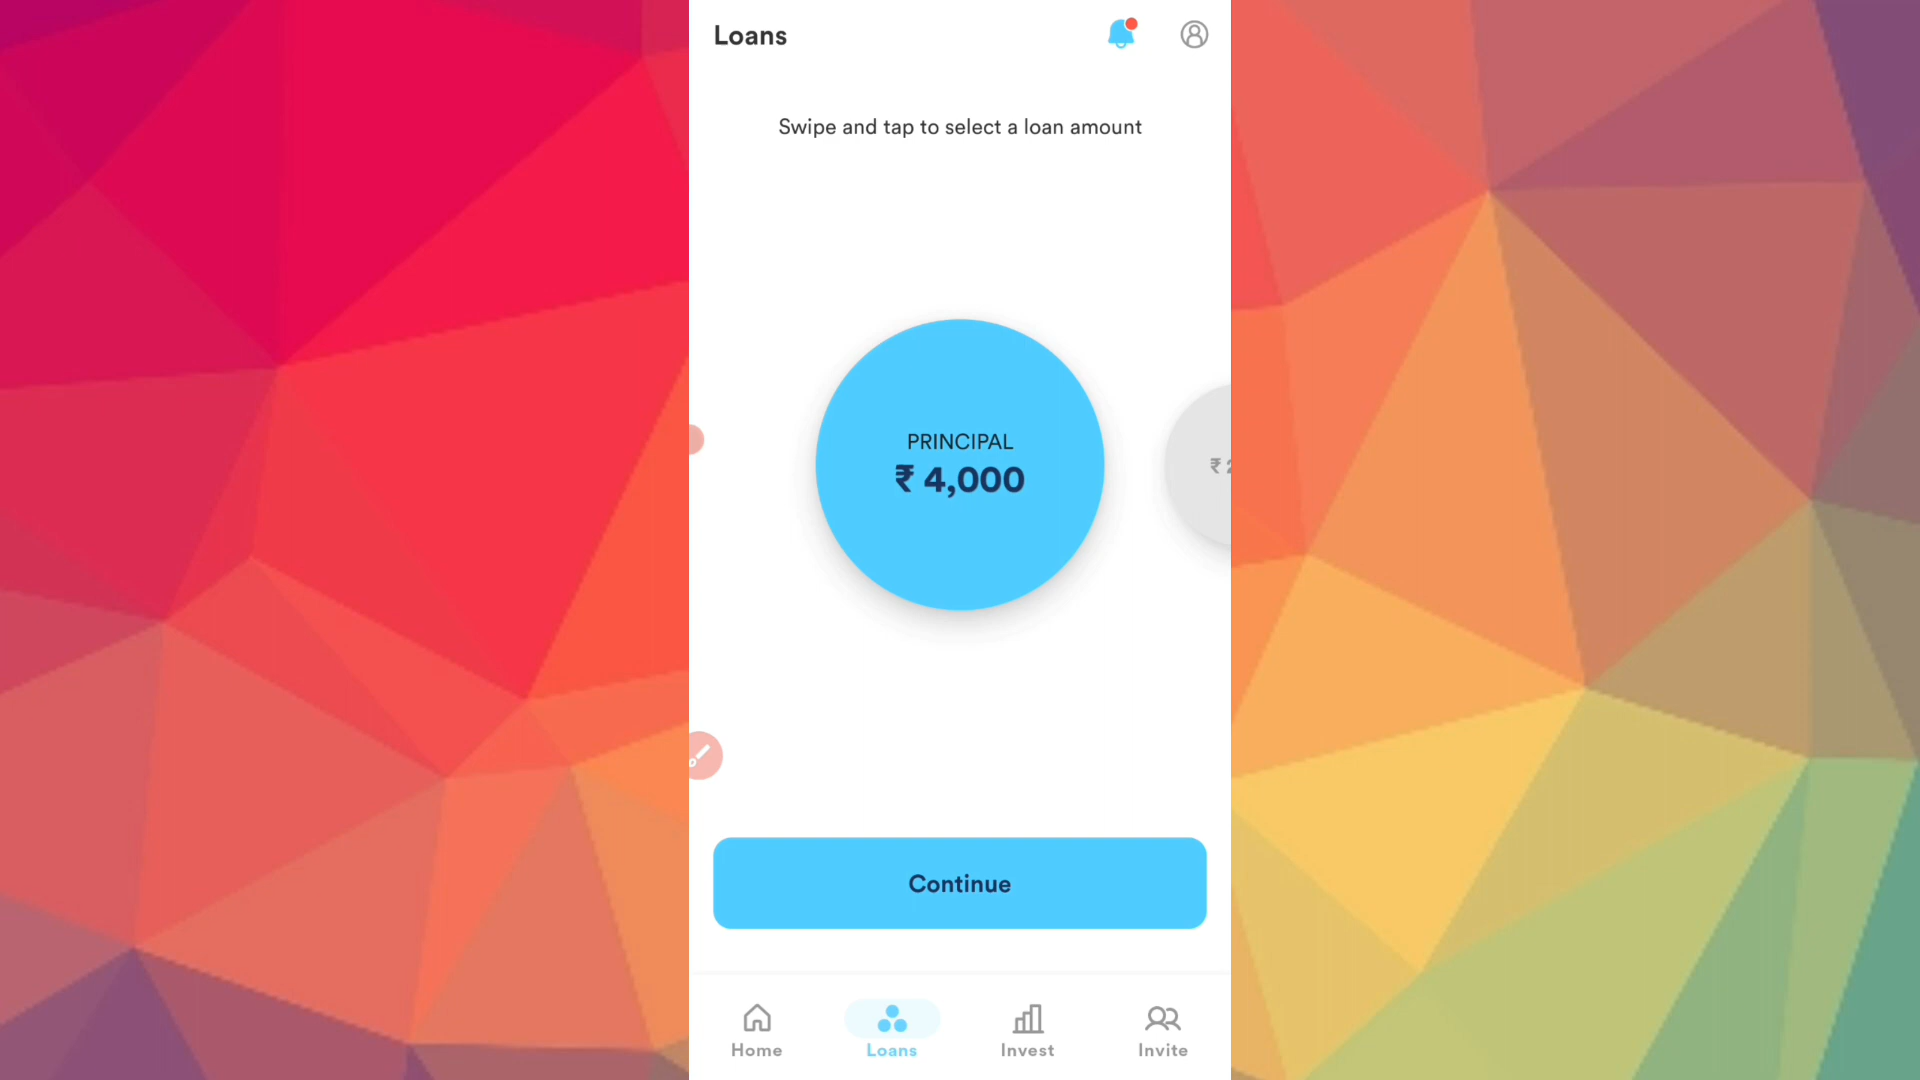 Loans
Swipe and tap to select a loan amount
PRINCIPAL
₹ 4,000
₹
Continue
Home
Loans
Invest
Invite